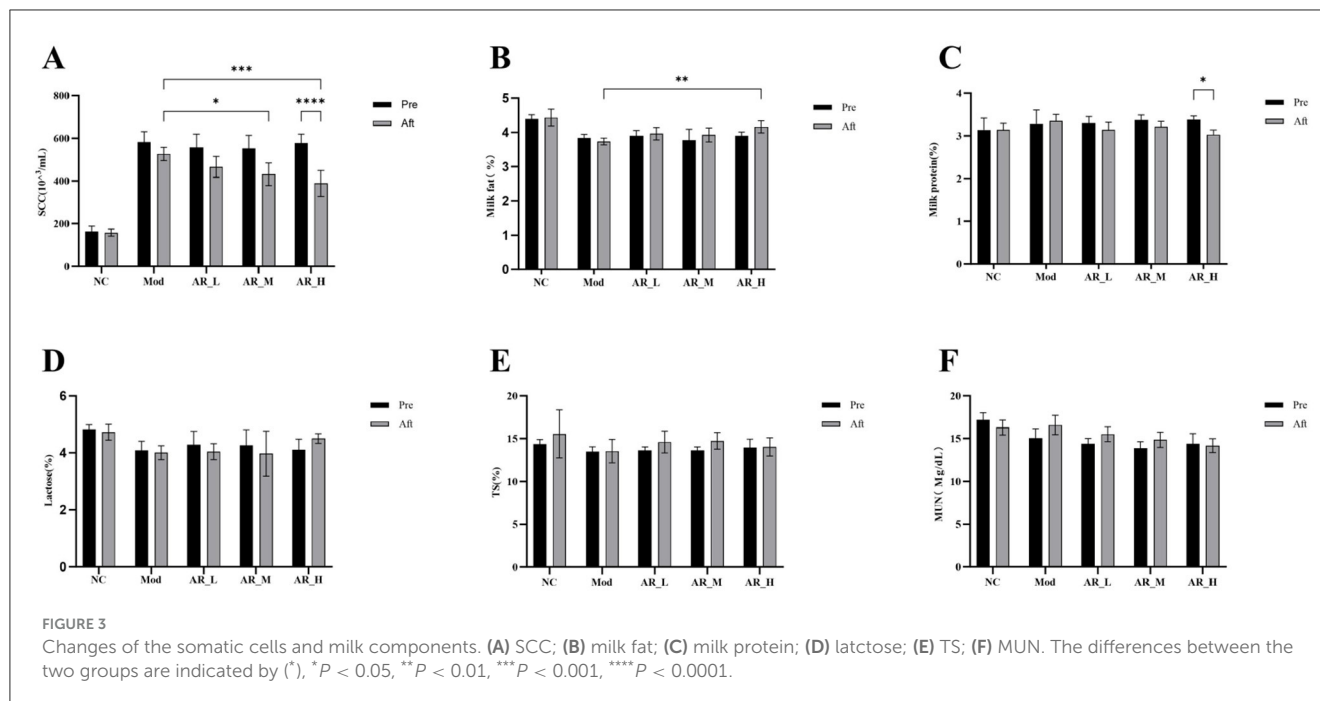 A
***
*
****
800
600
400
200
0
SCC(10^^3/mL)
NC Mod AR_L AR_M AR_H
Pre
Aft
B
**
5
4
3
2
1
0
Milk fat( %)
NC Mod AR_L AR_M AR_H
Pre
Aft
C
*
4
3
2
1
0
Milk protein(%)
NC Mod AR_L AR_M AR_H
Pre
Aft
D
6
4
2
0
Lactose(%)
NC Mod AR_L AR_M AR_H
Pre
Aft
E
20
15
10
5
0
TS(%)
NC Mod AR_L AR_M AR_H
Pre
Aft
F
20
15
10
5
0
MUN( Mg/dL)
NC Mod AR_L AR_M AR_H
Pre
Aft
FIGURE 3
Changes of the somatic cells and milk components. (A) SCC; (B) milk fat; (C) milk protein; (D) latctose; (E) TS; (F) MUN. The differences between the
two groups are indicated by (*), *P < 0.05, **P < 0.01, ***P < 0.001, ****P < 0.0001.